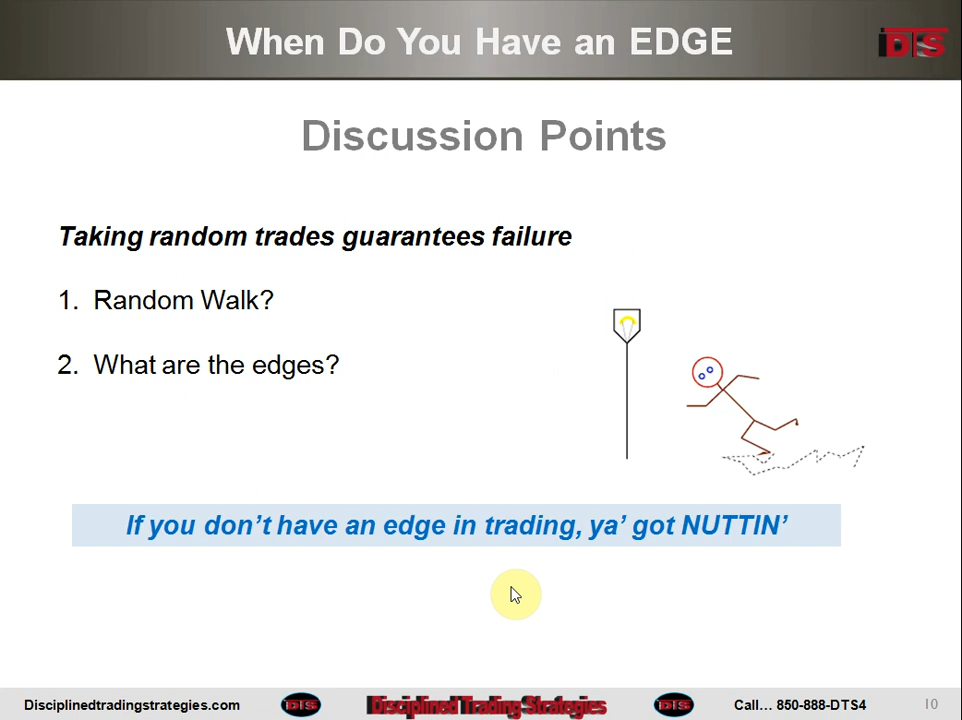 When Do You Have an EDGE
DTS
Discussion Points
Taking random trades guarantees failure
1. Random Walk?
2. What are the edges?
If you don’t have an edge in trading, ya’ got NUTTIN’
Disciplinedtradingstrategies.com DTS Disciplined Trading Strategies DTS Call… 850-888-DTS4 10